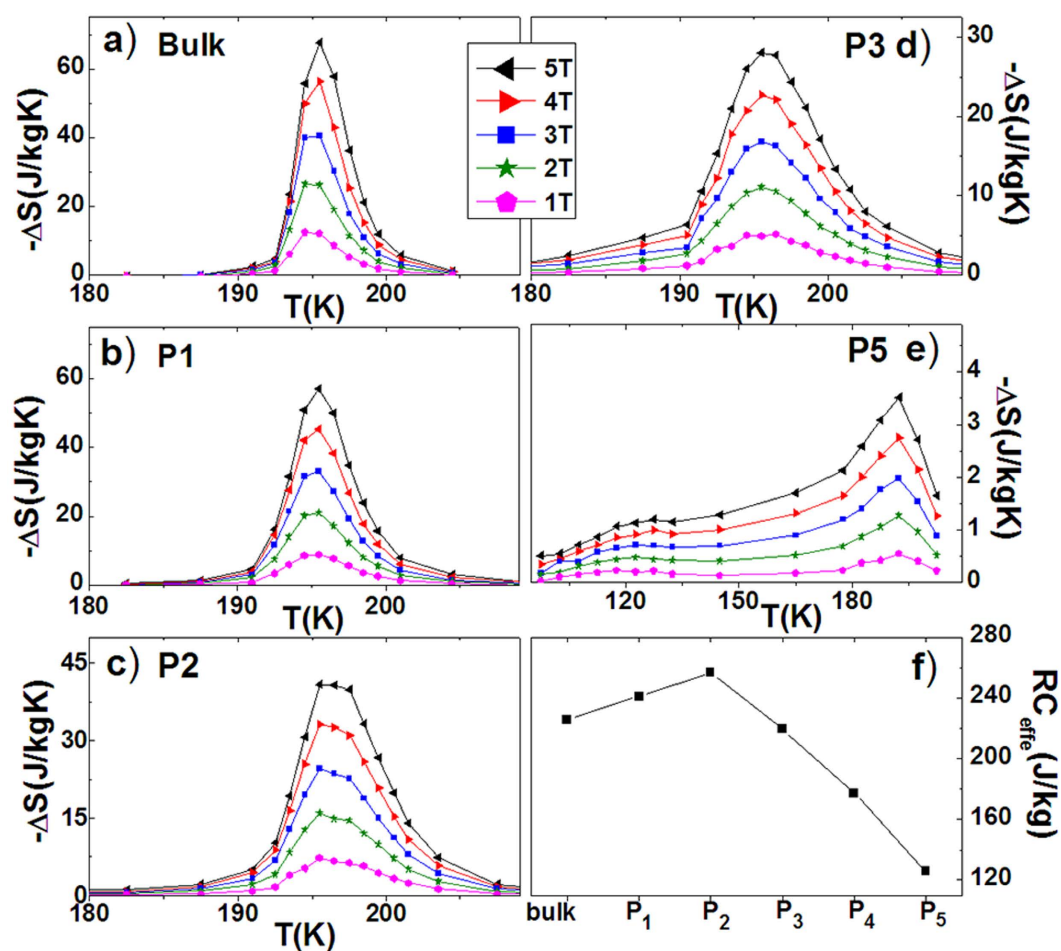 a) Bulk
-ΔS(J/kgK)
60
40
20
0
180 190 200
T(K)
5T
4T
3T
2T
1T
P3 d)
30
20
10
0
-ΔS(J/kgK)
180 190 200
T(K)
b) P1
-ΔS(J/kgK)
60
40
20
0
180 190 200
T(K)
P5 e)
4
3
2
1
0
-ΔS(J/kgK)
120 150 180
T(K)
c) P2
-ΔS(J/kgK)
45
30
15
0
180 190 200
T(K)
f)
280
240
200
160
120
RC effe (J/kg)
bulk P1 P2 P3 P4 P5